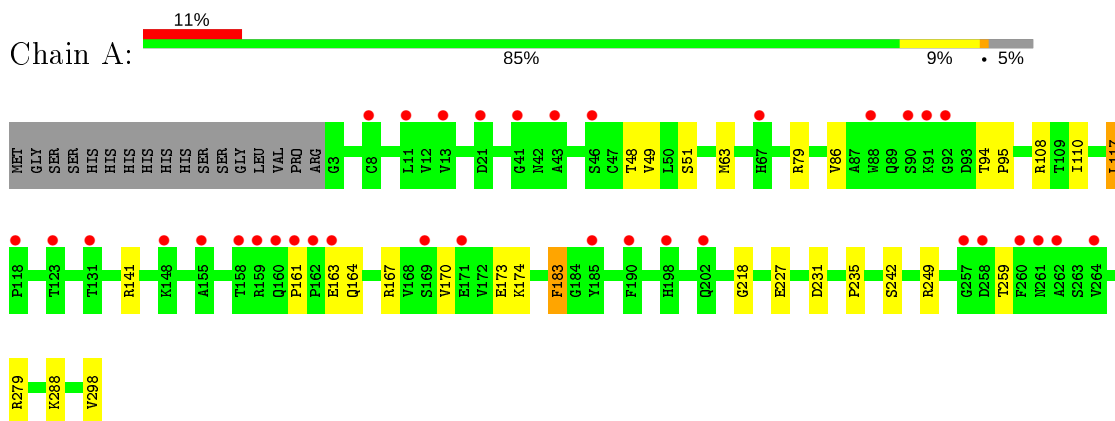 11%
Chain A:
85% 9% • 5%
MET GLY SER SER HIS HIS HIS HIS HIS HIS SER SER GLY LEU VAL PRO ARG G3 C8 L11 V12 V13 D21 G41 N42 A43 S46 C47 T48 V49 L50 S51 M63 H67 R79 V86 A87 W88 Q89 S90 K91 G92 D93 T94 P95 R108 T109 I110 L117
P118 T123 T131 R141 K148 A155 T158 R159 Q160 P161 P162 E163 Q164 R167 V168 S169 V170 E171 V172 E173 K174 F183 G184 Y185 F190 H198 Q202 G218 E227 D231 P235 S242 R249 G257 D258 T259 F260 N261 A262 S263 V264
R279 K288 V298